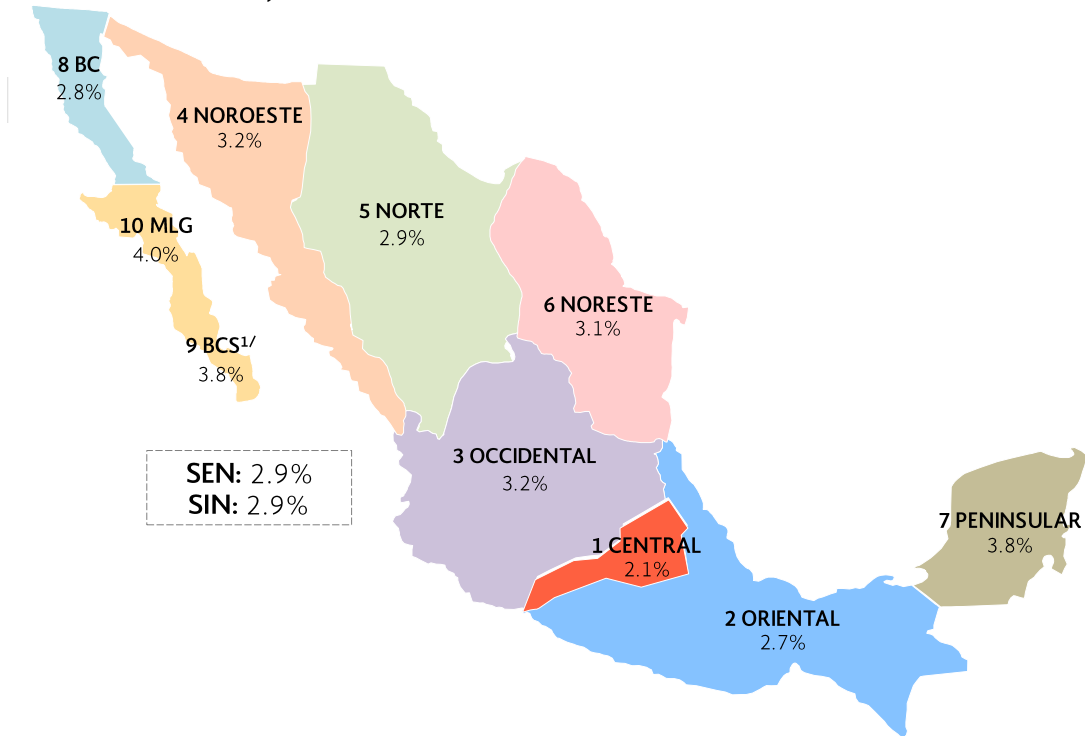 8 BC
2.8%
4 NOROESTE
3.2%
5 NORTE
2.9%
10 MLG
4.0%
6 NORESTE
3.1%
9 BCS1/
3.8%
3 OCCIDENTAL
3.2%
SEN: 2.9%
SIN: 2.9%
7 PENINSULAR
3.8%
1 CENTRAL
2.1%
2 ORIENTAL
2.7%